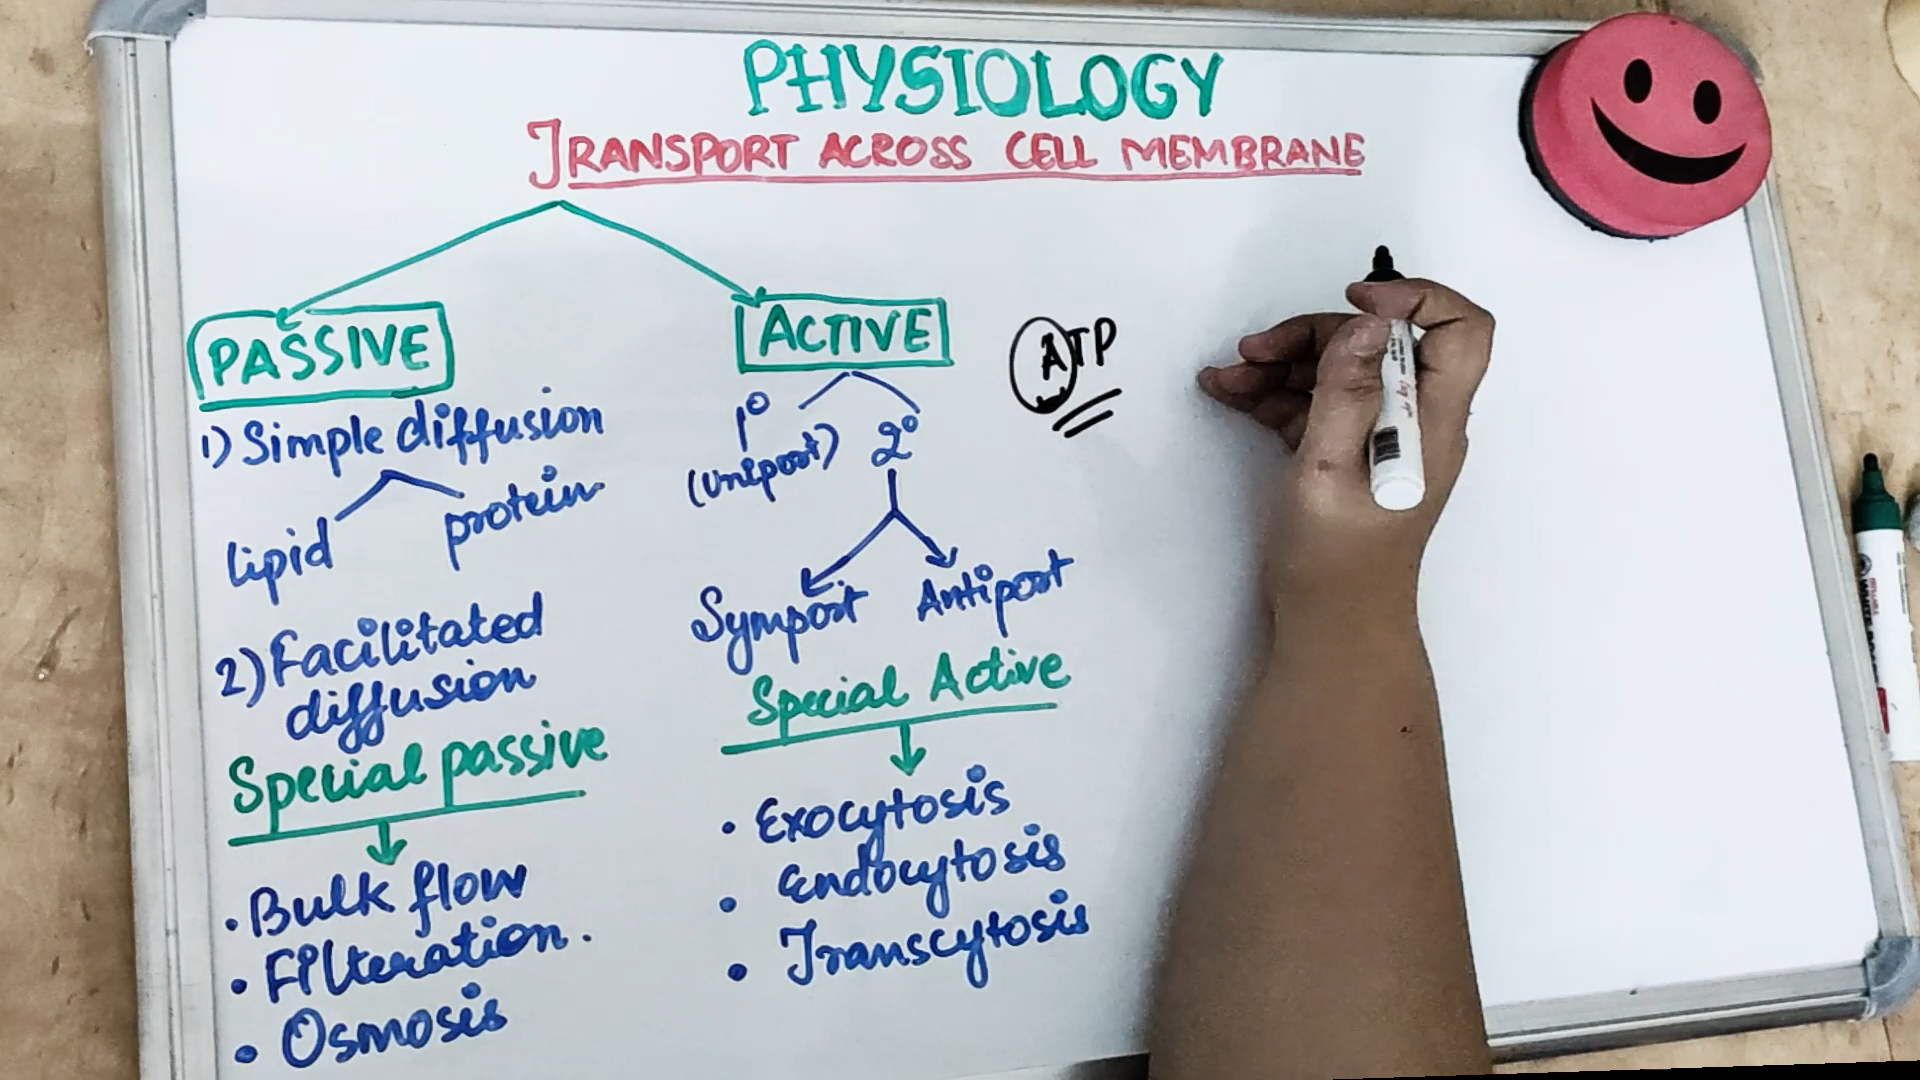 PHYSIOLOGY
TRANSPORT ACROSS CELL MEMBRANE
PASSIVE
1) Simple diffusion
lipid protein
2) Facilitated
diffusion
Special passive
• Bulk flow
• Filteration.
• Osmosis
ACTIVE
ATP
1° 2°
(Uniport)
Symport Antiport
Special Active
• Exocytosis
• Endocytosis
• Transcytosis